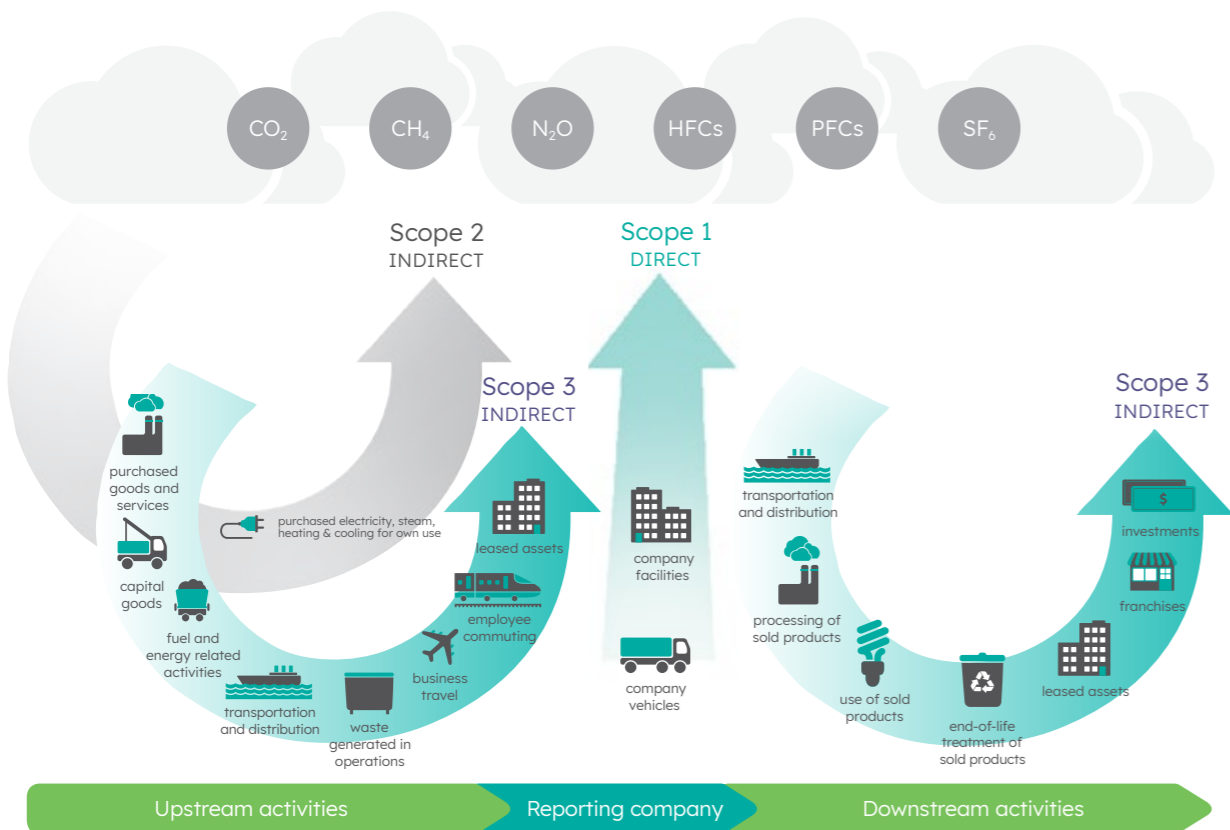 CO₂
CH₄
N₂O
HFCs
PFCs
SF₆
Scope 2
INDIRECT
Scope 1
DIRECT
Scope 3
INDIRECT
Scope 3
INDIRECT
purchased
goods and
services
capital
goods
fuel and
energy related
activities
transportation
and distribution
waste
generated in
operations
business
travel
employee
commuting
leased assets
purchased electricity, steam,
heating & cooling for own use
company
facilities
company
vehicles
transportation
and distribution
processing of
sold products
use of sold
products
end-of-life
treatment of
sold products
leased assets
franchises
$
investments
Upstream activities
Reporting company
Downstream activities